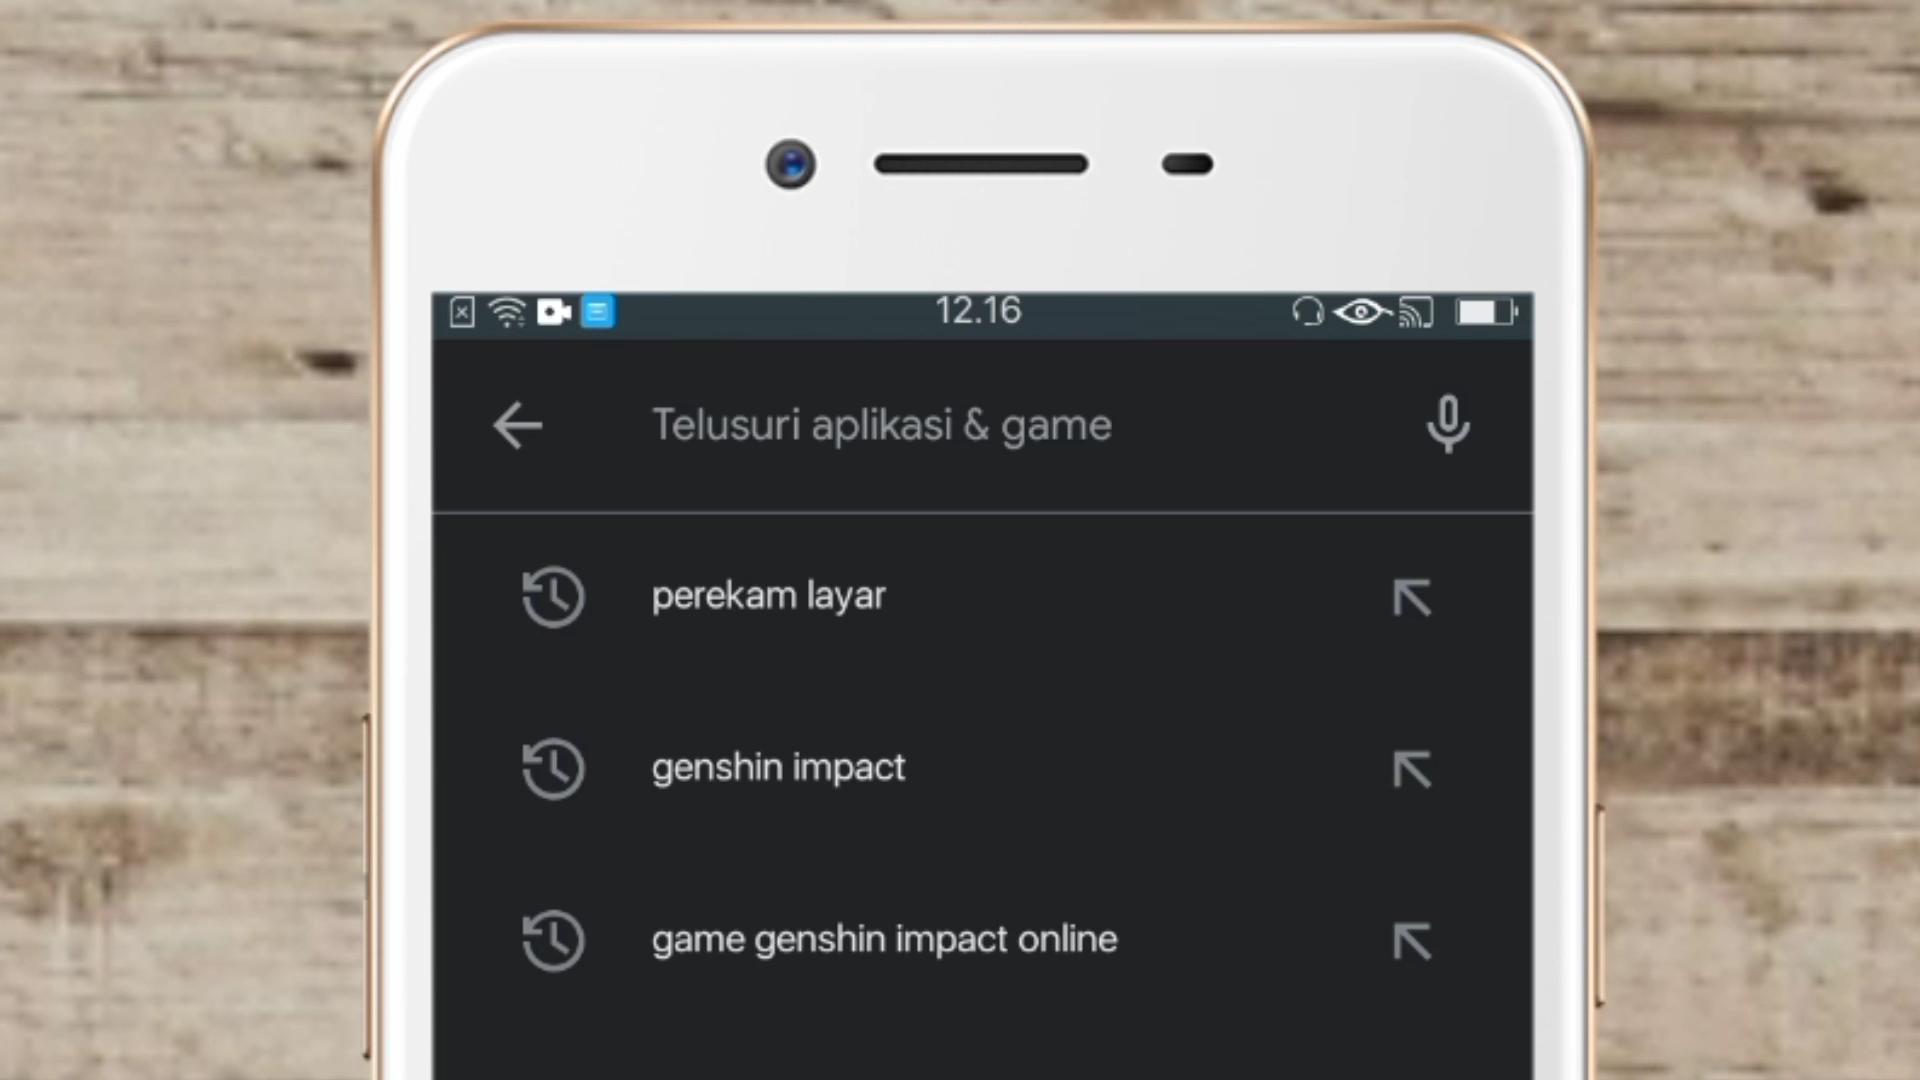 12.16
Telusuri aplikasi & game
perekam layar
genshin impact
game genshin impact online